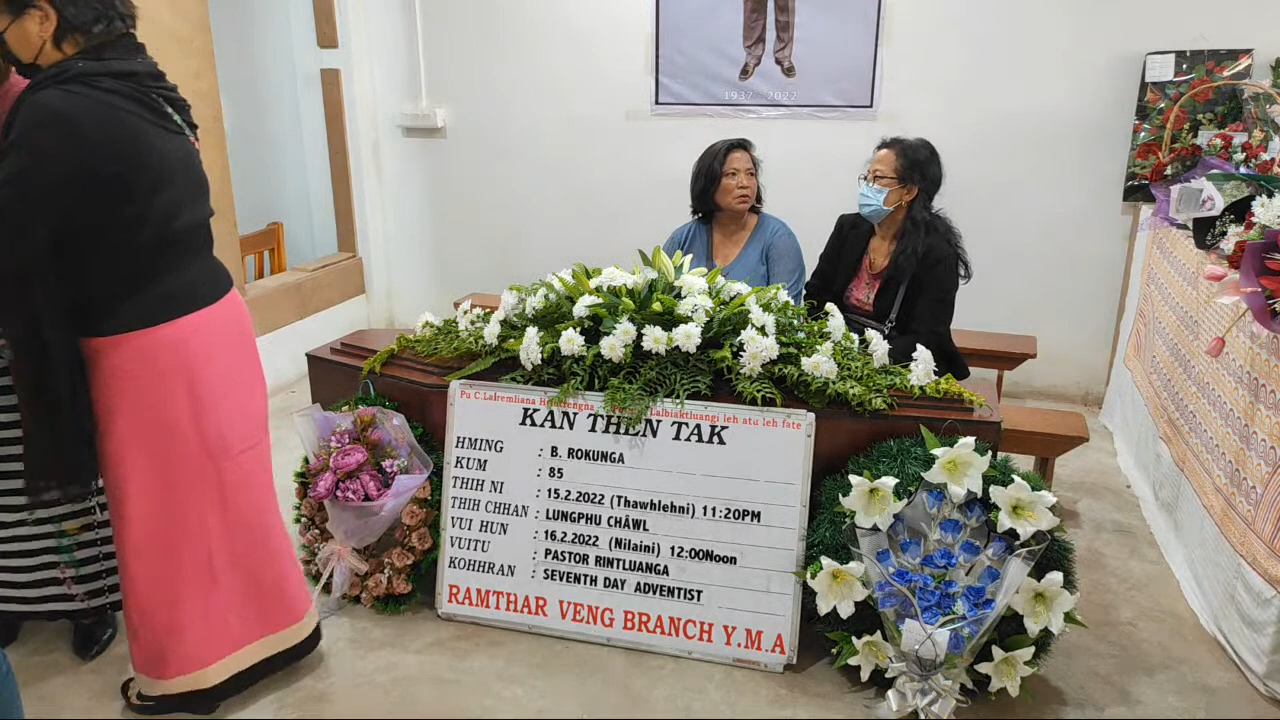 1937 - 2022
Pu C.Lalremliana Lalbiaktluangi leh atu leh fate
KAN THEN TAK
HMING : B. ROKUNGA
KUM : 85
THIH NI : 15.2.2022 (Thawhlehni) 11:20PM
THIH CHHAN : LUNGPHU CHÂWL
VUI HUN : 16.2.2022 (Nilaini) 12:00Noon
VUITU : PASTOR RINTLUANGA
KOHHRAN : SEVENTH DAY ADVENTIST
RAMTHAR VENG BRANCH Y.M.A